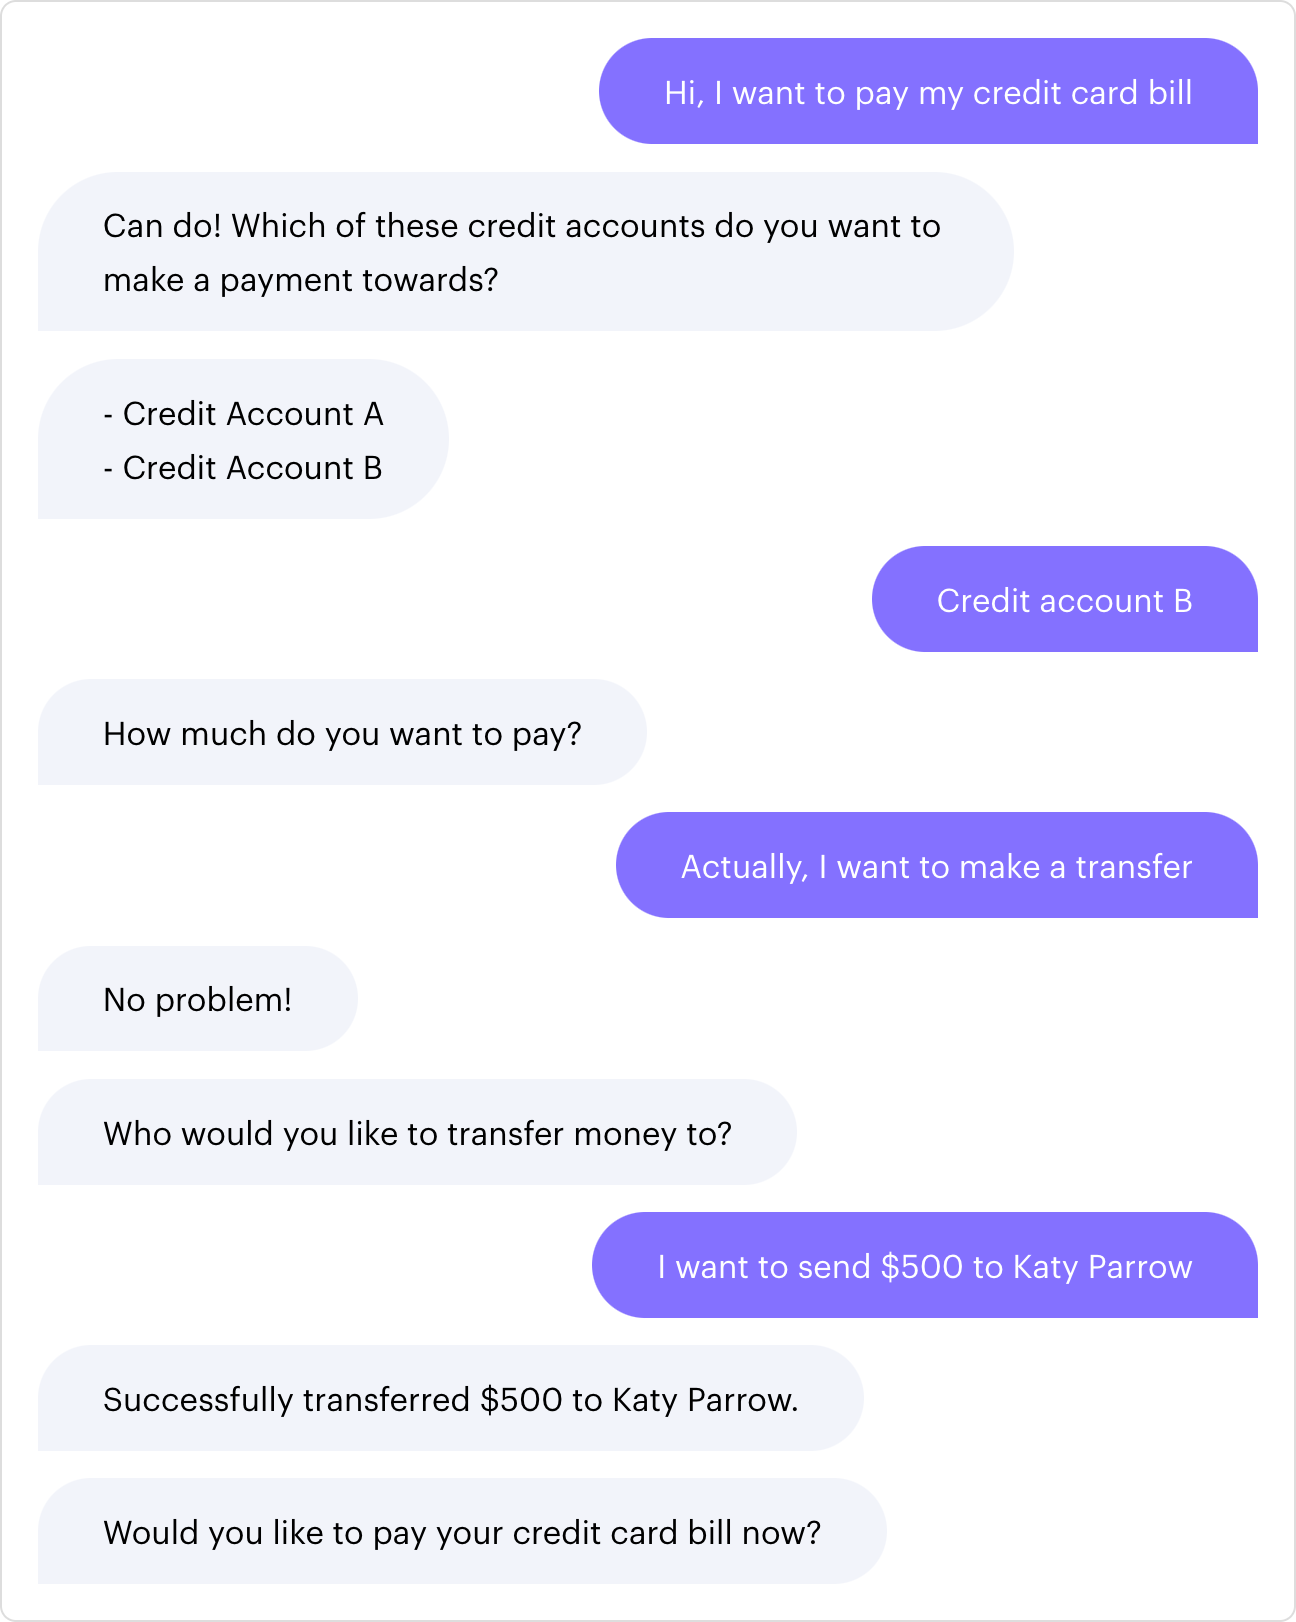 Hi, I want to pay my credit card bill
Can do! Which of these credit accounts do you want to
make a payment towards?
- Credit Account A
- Credit Account B
Credit account B
How much do you want to pay?
Actually, I want to make a transfer
No problem!
Who would you like to transfer money to?
I want to send $500 to Katy Parrow
Successfully transferred $500 to Katy Parrow.
Would you like to pay your credit card bill now?